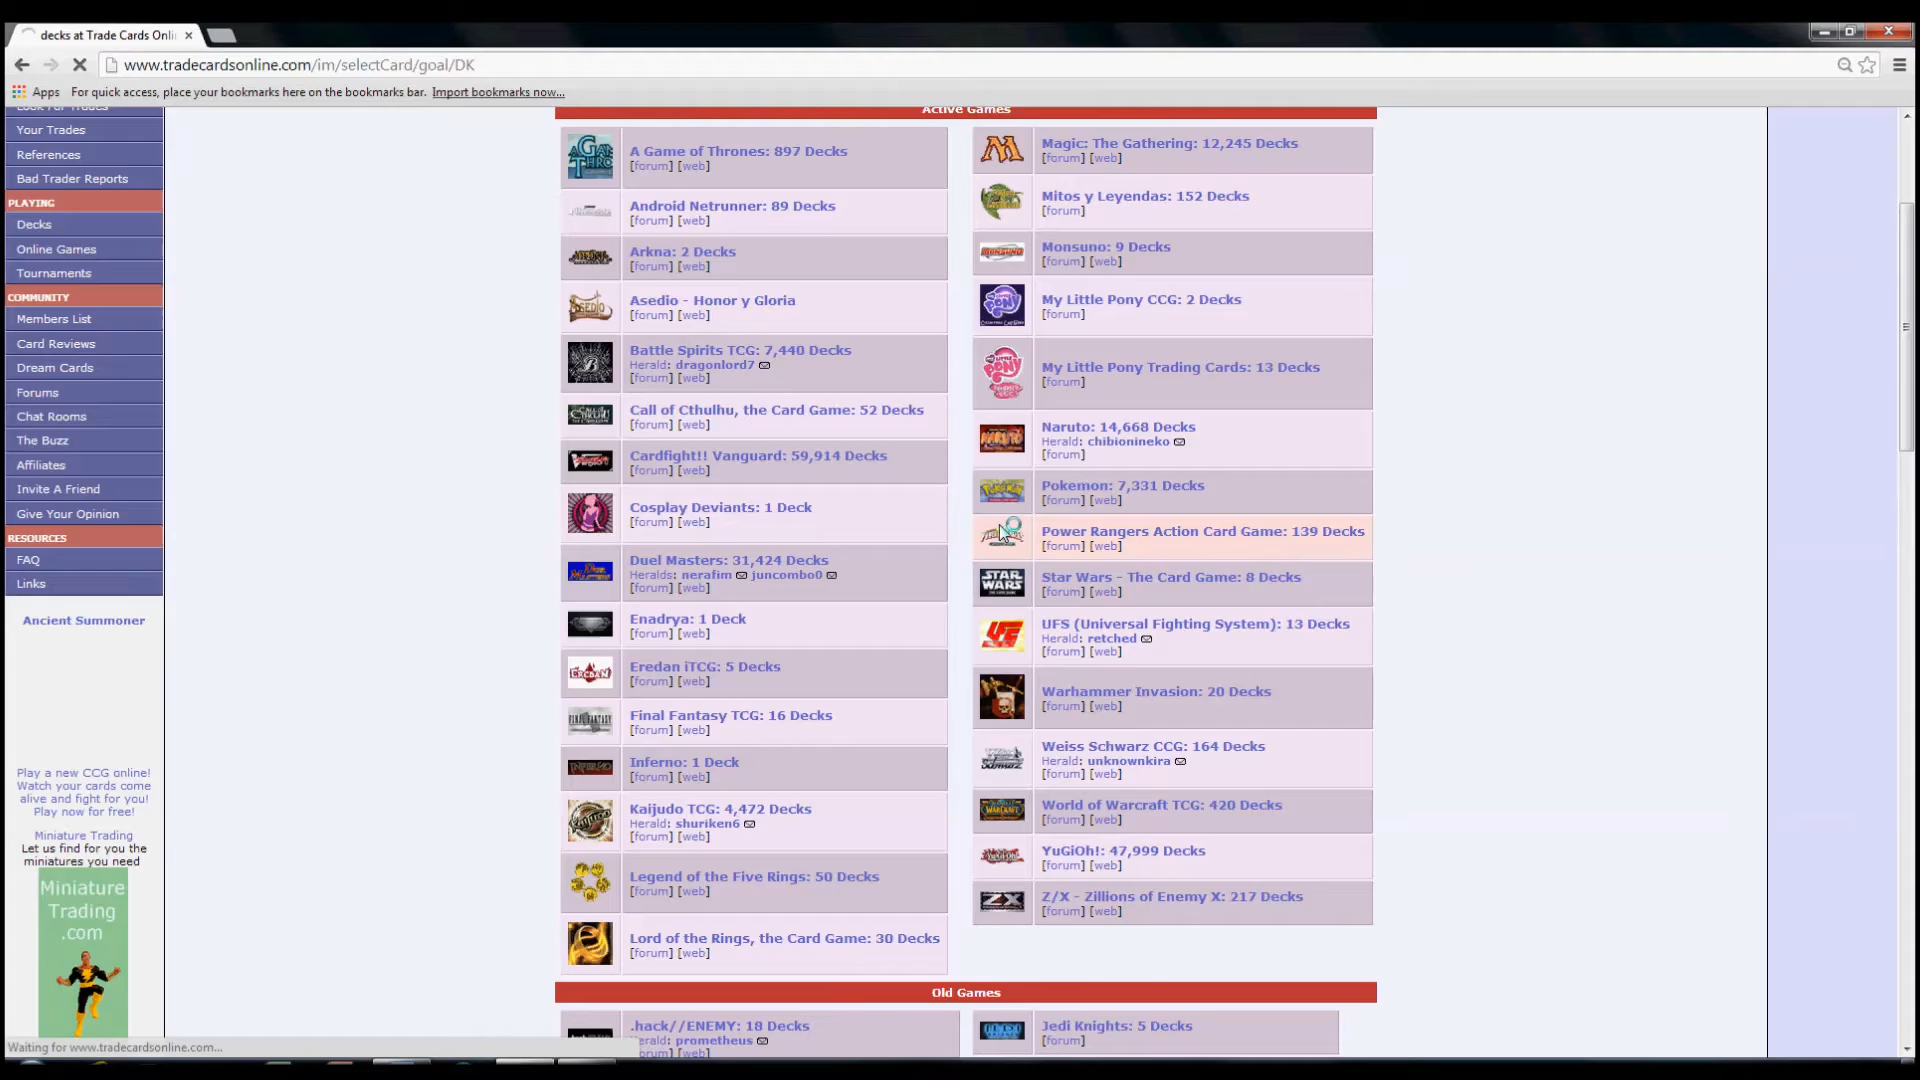 decks at Trade Cards Onli
www.tradecardsonline.com/im/selectCard/goal/DK
Apps For quick access, place your bookmarks here on the bookmarks bar. Import bookmarks now...
Look For Trades
Your Trades
References
Bad Trader Reports
PLAYING
Decks
Online Games
Tournaments
COMMUNITY
Members List
Card Reviews
Dream Cards
Forums
Chat Rooms
The Buzz
Affiliates
Invite A Friend
Give Your Opinion
RESOURCES
FAQ
Links
Ancient Summoner
Play a new CCG online!
Watch your cards come
alive and fight for you!
Play now for free!
Miniature Trading
Let us find for you the
miniatures you need
Miniature
Trading
.com
Active Games
A Game of Thrones: 897 Decks
[forum] [web]
Android Netrunner: 89 Decks
[forum] [web]
Arkna: 2 Decks
[forum] [web]
Asedio - Honor y Gloria
[forum] [web]
Battle Spirits TCG: 7,440 Decks
Herald: dragonlord7
[forum] [web]
Call of Cthulhu, the Card Game: 52 Decks
[forum] [web]
Cardfight!! Vanguard: 59,914 Decks
[forum] [web]
Cosplay Deviants: 1 Deck
[forum] [web]
Duel Masters: 31,424 Decks
Heralds: nerafim juncombo0
[forum] [web]
Enadrya: 1 Deck
[forum] [web]
Eredan iTCG: 5 Decks
[forum] [web]
Final Fantasy TCG: 16 Decks
[forum] [web]
Inferno: 1 Deck
[forum] [web]
Kaijudo TCG: 4,472 Decks
Herald: shuriken6
[forum] [web]
Legend of the Five Rings: 50 Decks
[forum] [web]
Lord of the Rings, the Card Game: 30 Decks
[forum] [web]
Magic: The Gathering: 12,245 Decks
[forum] [web]
Mitos y Leyendas: 152 Decks
[forum]
Monsuno: 9 Decks
[forum] [web]
My Little Pony CCG: 2 Decks
[forum]
My Little Pony Trading Cards: 13 Decks
[forum]
Naruto: 14,668 Decks
Herald: chibionineko
[forum]
Pokemon: 7,331 Decks
[forum] [web]
Power Rangers Action Card Game: 139 Decks
[forum] [web]
STAR WARS
Star Wars - The Card Game: 8 Decks
[forum] [web]
UFS (Universal Fighting System): 13 Decks
Herald: retched
[forum] [web]
Warhammer Invasion: 20 Decks
[forum] [web]
Weiss Schwarz CCG: 164 Decks
Herald: unknownkira
[forum] [web]
World of Warcraft TCG: 420 Decks
[forum] [web]
YuGiOh!: 47,999 Decks
[forum] [web]
Z/X - Zillions of Enemy X: 217 Decks
[forum] [web]
Old Games
.hack//ENEMY: 18 Decks
Herald: prometheus
[forum] [web]
Jedi Knights: 5 Decks
[forum]
Waiting for www.tradecardsonline.com...